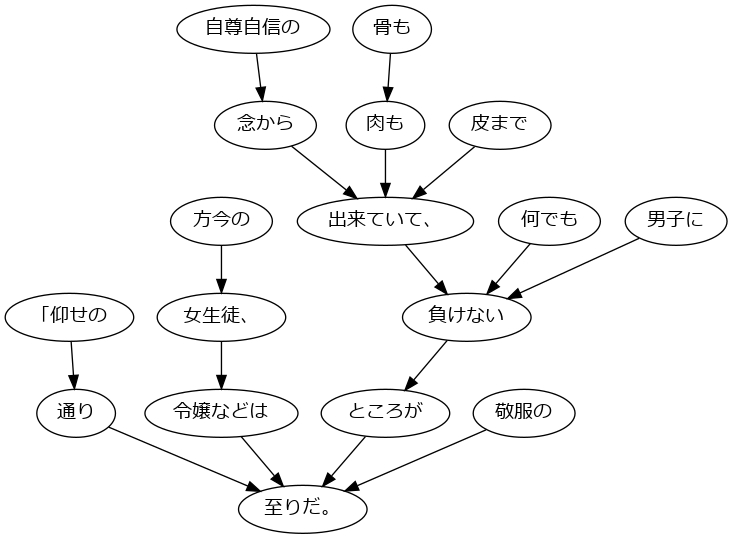 自尊自信の
骨も
念から
肉も
皮まで
方今の
出来ていて、
何でも
男子に
「仰せの
女生徒、
負けない
通り
令嬢などは
ところが
敬服の
至りだ。